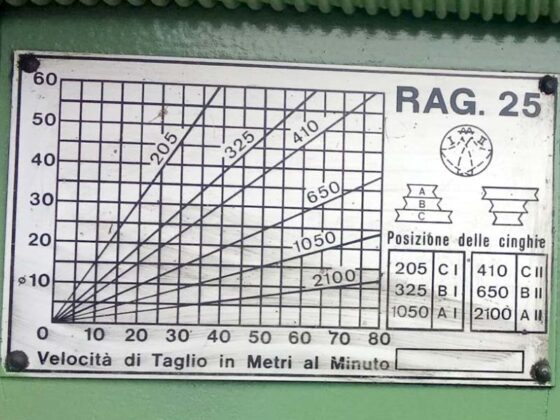 RAG. 25
60
50
40
30
20
ø 10
0 10 20 30 40 50 60 70 80
205
325
410
650
1050
2100
I AA II
A
B
C
Posizione delle cinghie
205 C I 410 C II
325 B I 650 B II
1050 A I 2100 A II
Velocità di Taglio in Metri al Minuto